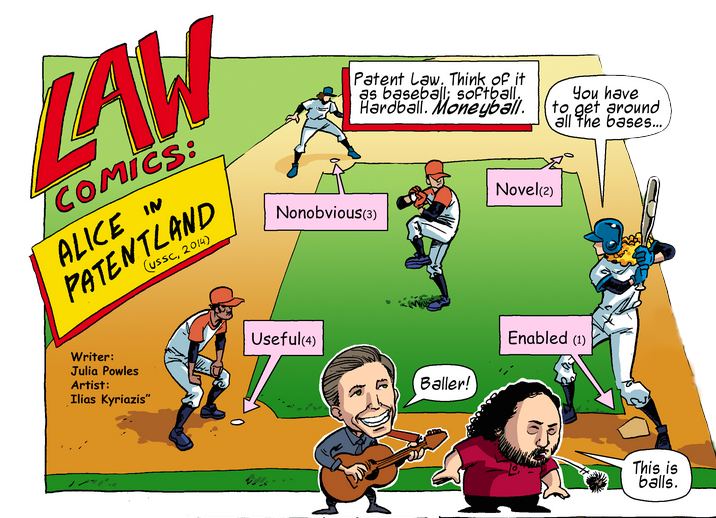 LAW
COMICS:
ALICE IN
PATENTLAND
(USSC, 2014)
Writer:
Julia Powles
Artist:
Ilias Kyriazis"
Patent Law. Think of it
as baseball; softball.
Hardball. Moneyball.
You have
to get around
all the bases...
Nonobvious(3)
Novel(2)
Useful(4)
Enabled (1)
Baller!
This is
balls.